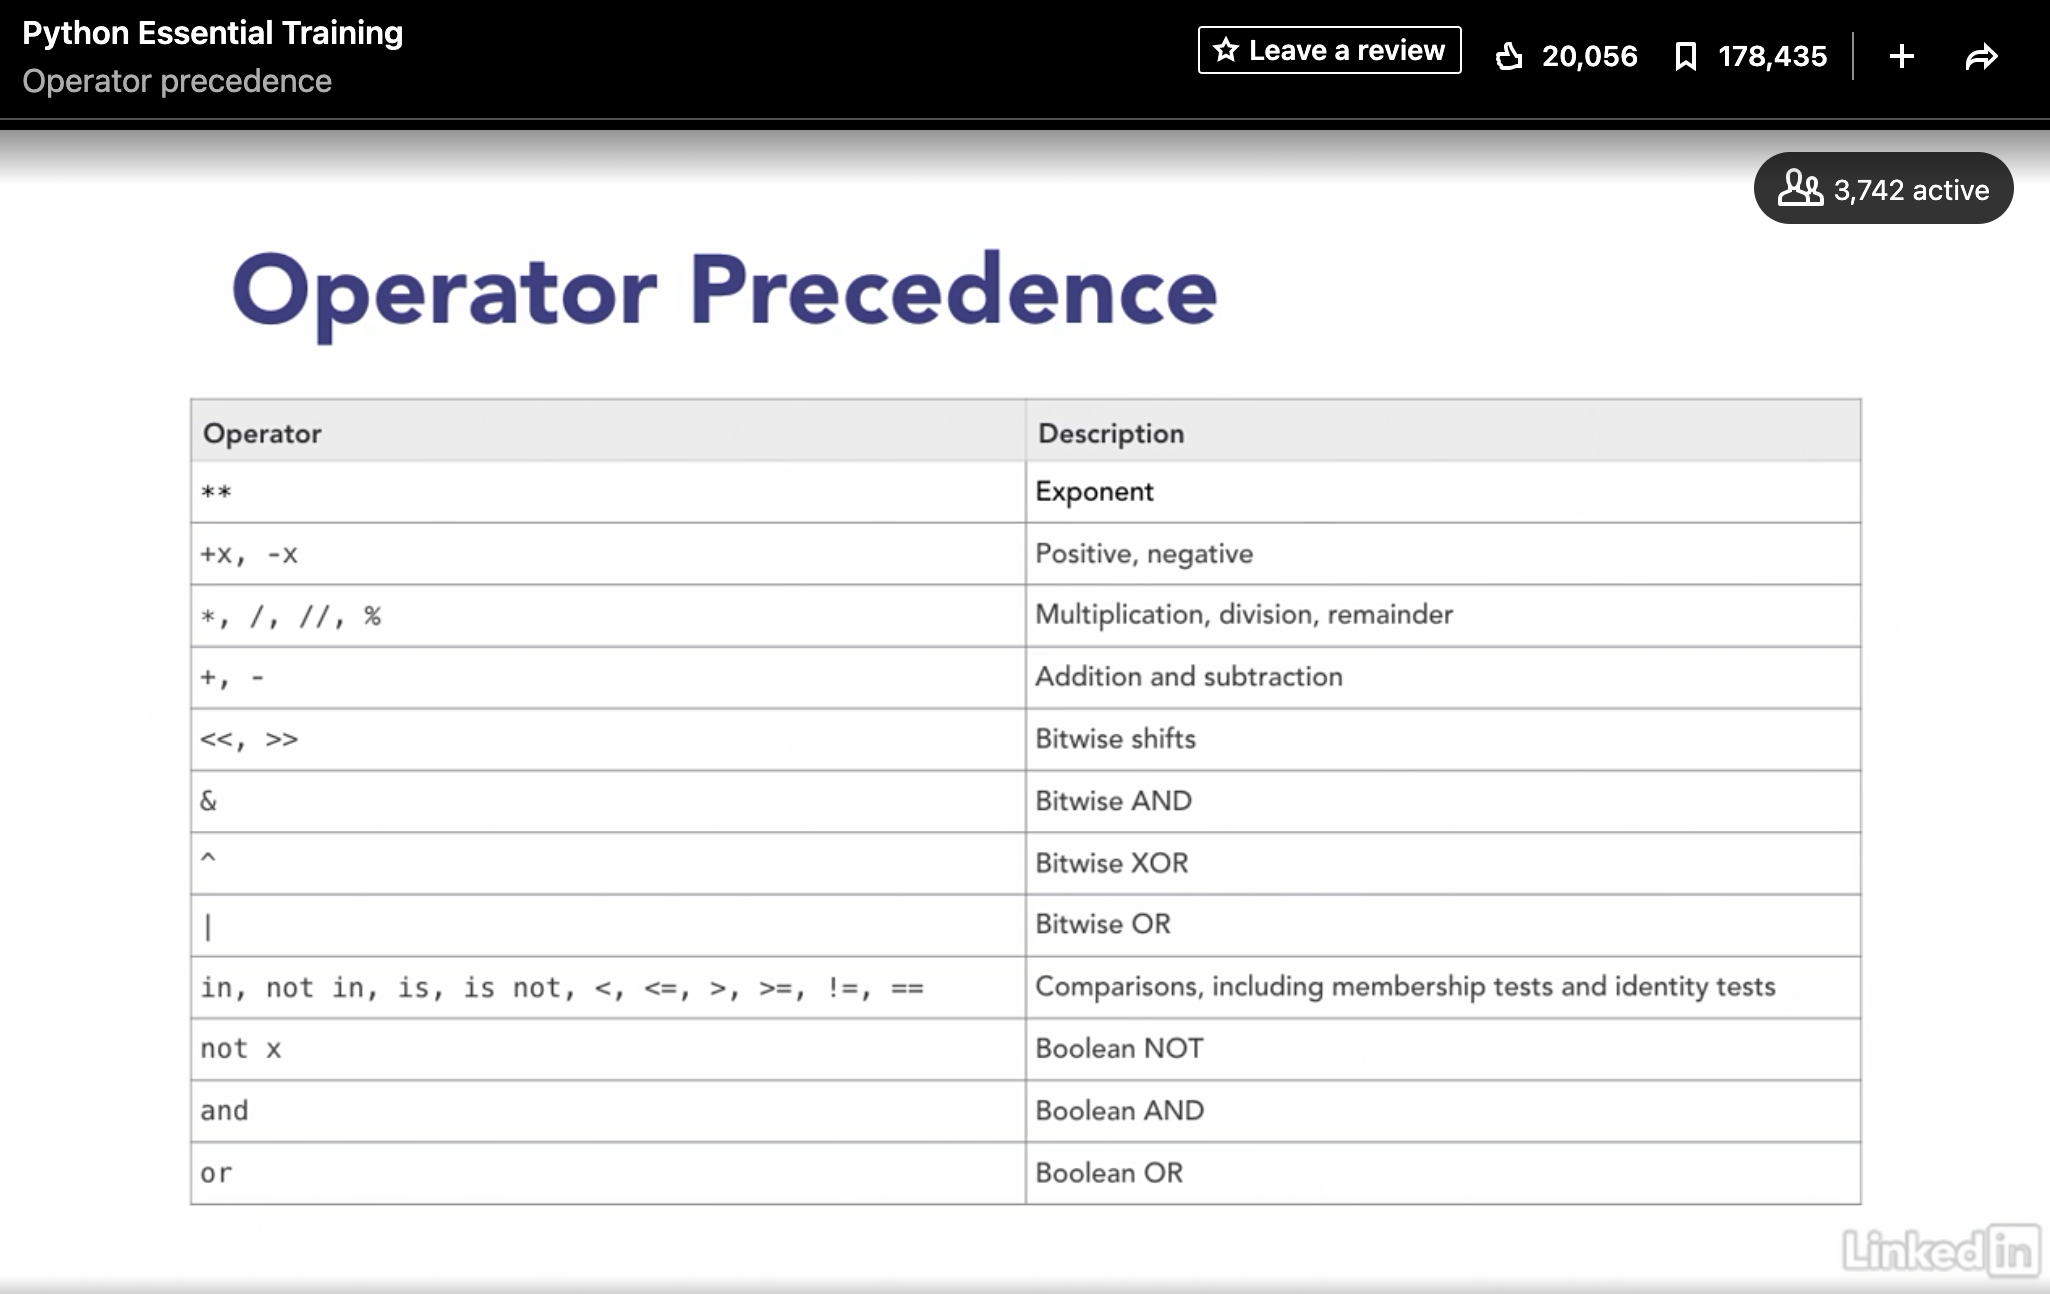 Python Essential Training
Operator precedence
Leave a review 20,056 178,435
3,742 active
Operator Precedence
Operator Description
** Exponent
+x, -x Positive, negative
*, /, //, % Multiplication, division, remainder
+, - Addition and subtraction
<<, >> Bitwise shifts
& Bitwise AND
^ Bitwise XOR
| Bitwise OR
in, not in, is, is not, <, <=, >, >=, !=, == Comparisons, including membership tests and identity tests
not x Boolean NOT
and Boolean AND
or Boolean OR
Linked in